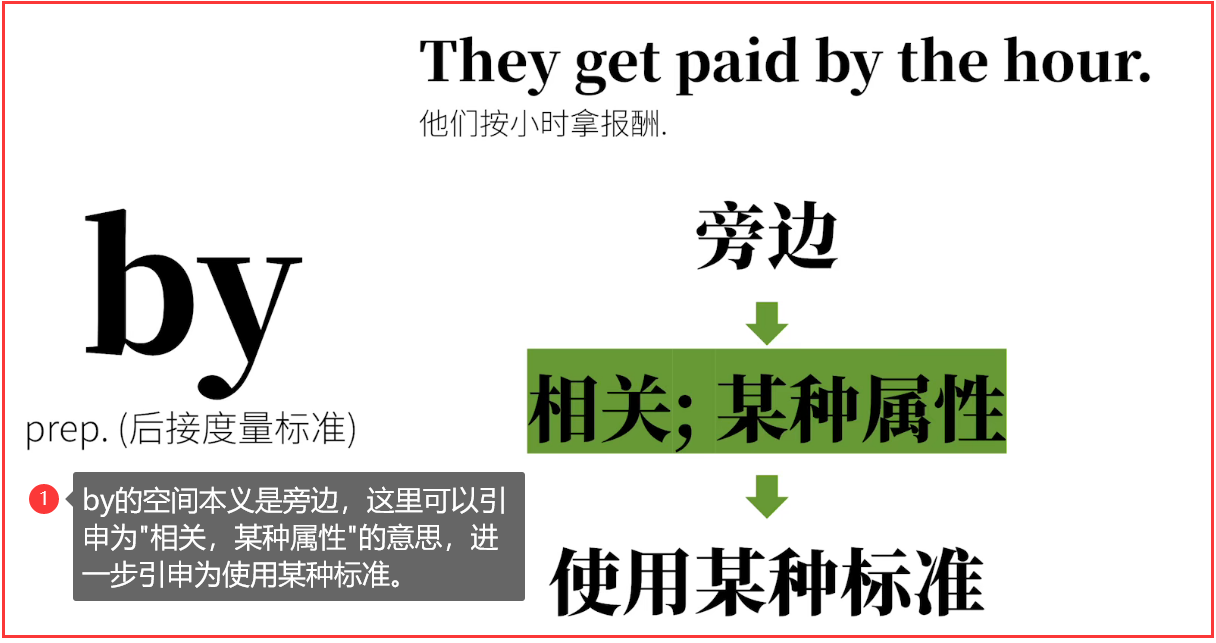 They get paid by the hour.
他们按小时拿报酬.
旁边
by
相关; 某种属性
prep. (后接度量标准)
1
by的空间本义是旁边，这里可以引
申为"相关，某种属性"的意思，进
一步引申为使用某种标准。
使用某种标准